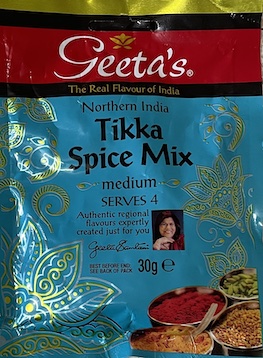 Geeta's®
The Real Flavour of India
Northern India
Tikka
Spice Mix
medium
SERVES 4
Authentic regional
flavours expertly
created just for you
BEST BEFORE END:
SEE BACK OF PACK
30g ℮